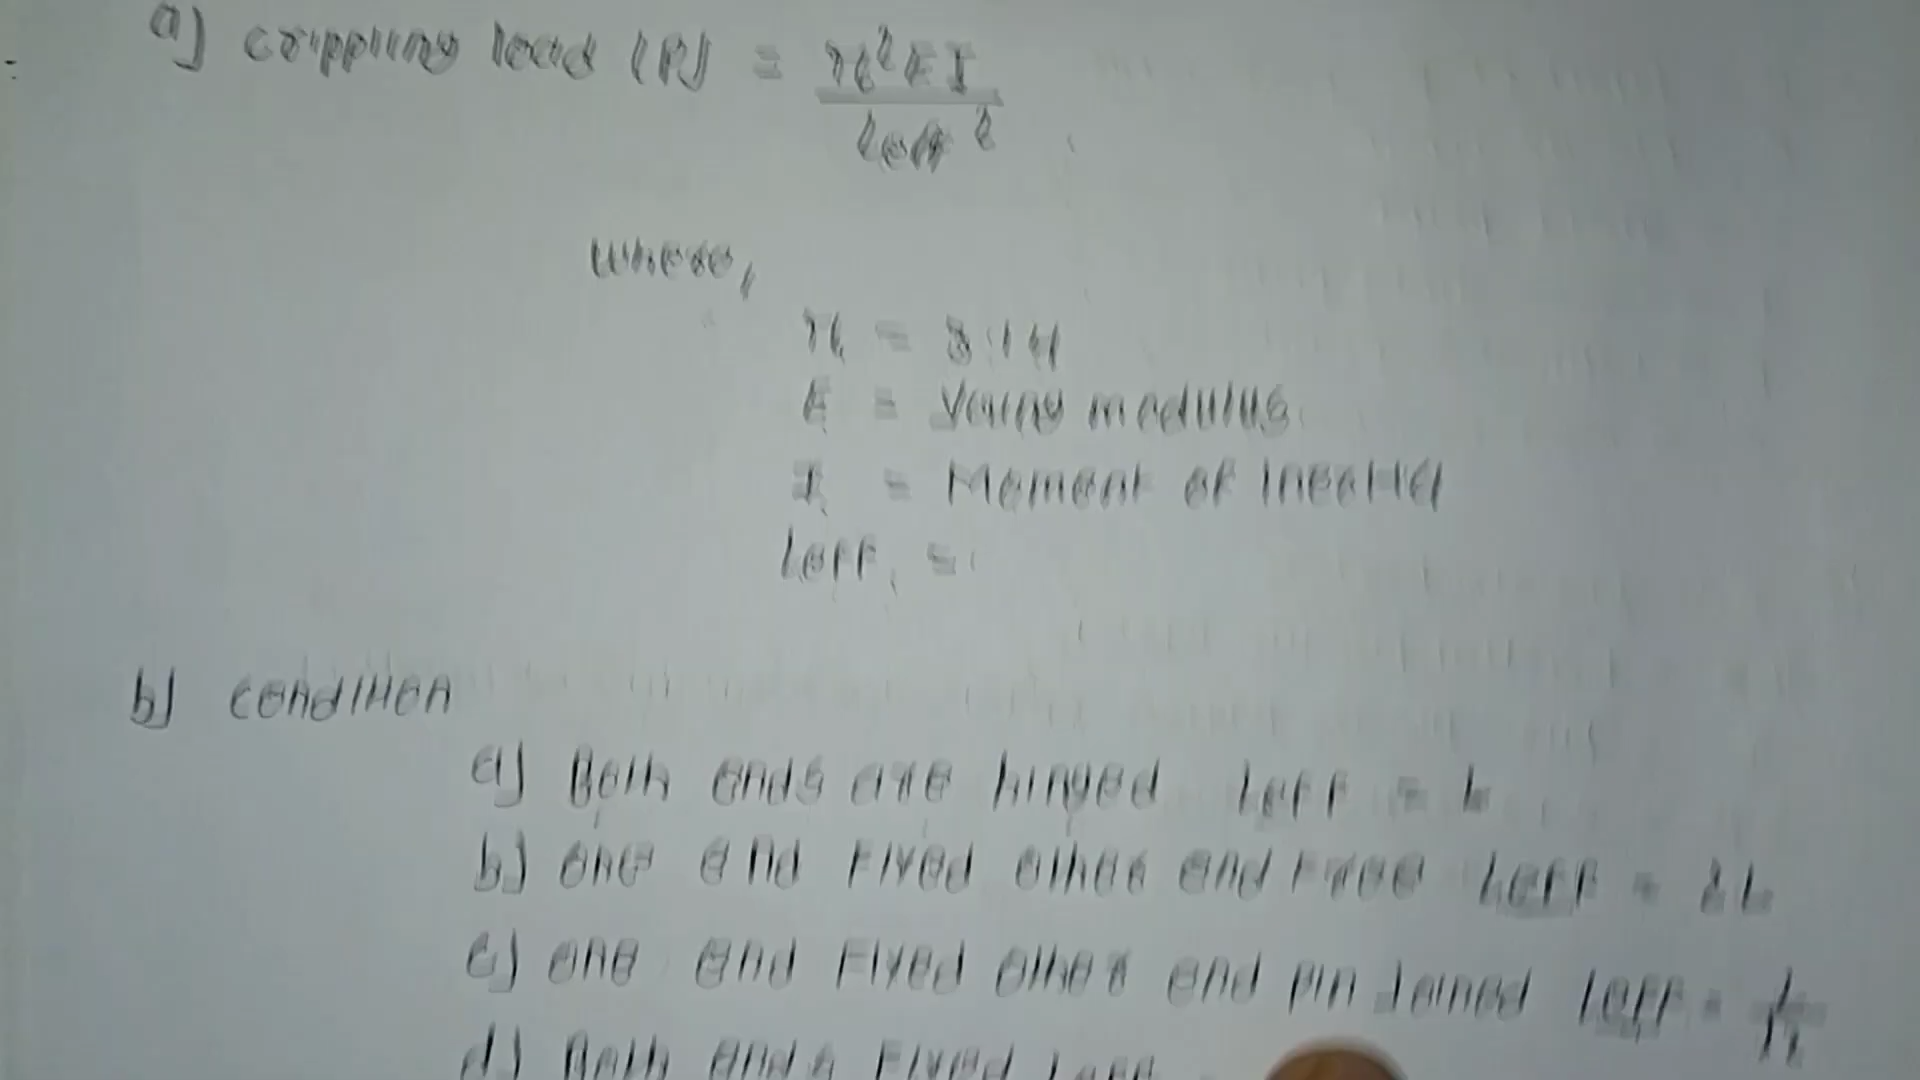 a) crippling load (P) = π²EI
Leff²
where,
π = 3.14
E = Young modulus.
I = Moment of Inertia
Leff =
b) condition
a) Both ends are hinged Leff = L
b) one end Fixed other end Free Leff = 2L
c) one end Fixed other end pin Joined Leff =
d) Both ends Fixed Leff